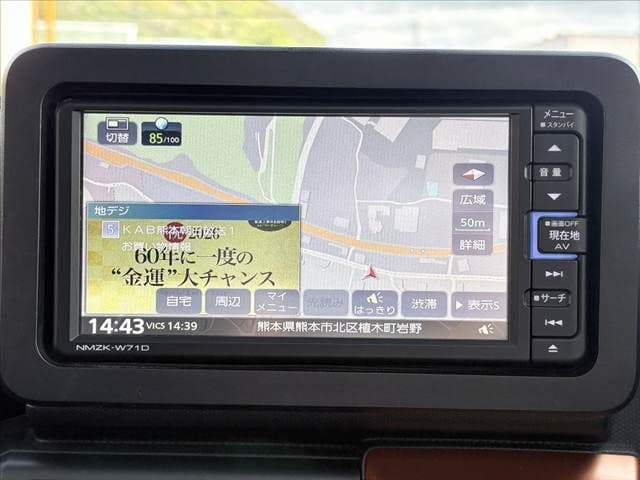 切替
85/100
地デジ
5 KAB熊本朝日放送1
お買い物情報
2026
60年に一度の
“金運”大チャンス
広域
50m
詳細
自宅
周辺
マイ
メニュー
先読み
はっきり
渋滞
表示S
14:43 VICS 14:39
熊本県熊本市北区植木町岩野
NMZK-W71D
メニュー
スタンバイ
音量
画面OFF
現在地
AV
サーチ